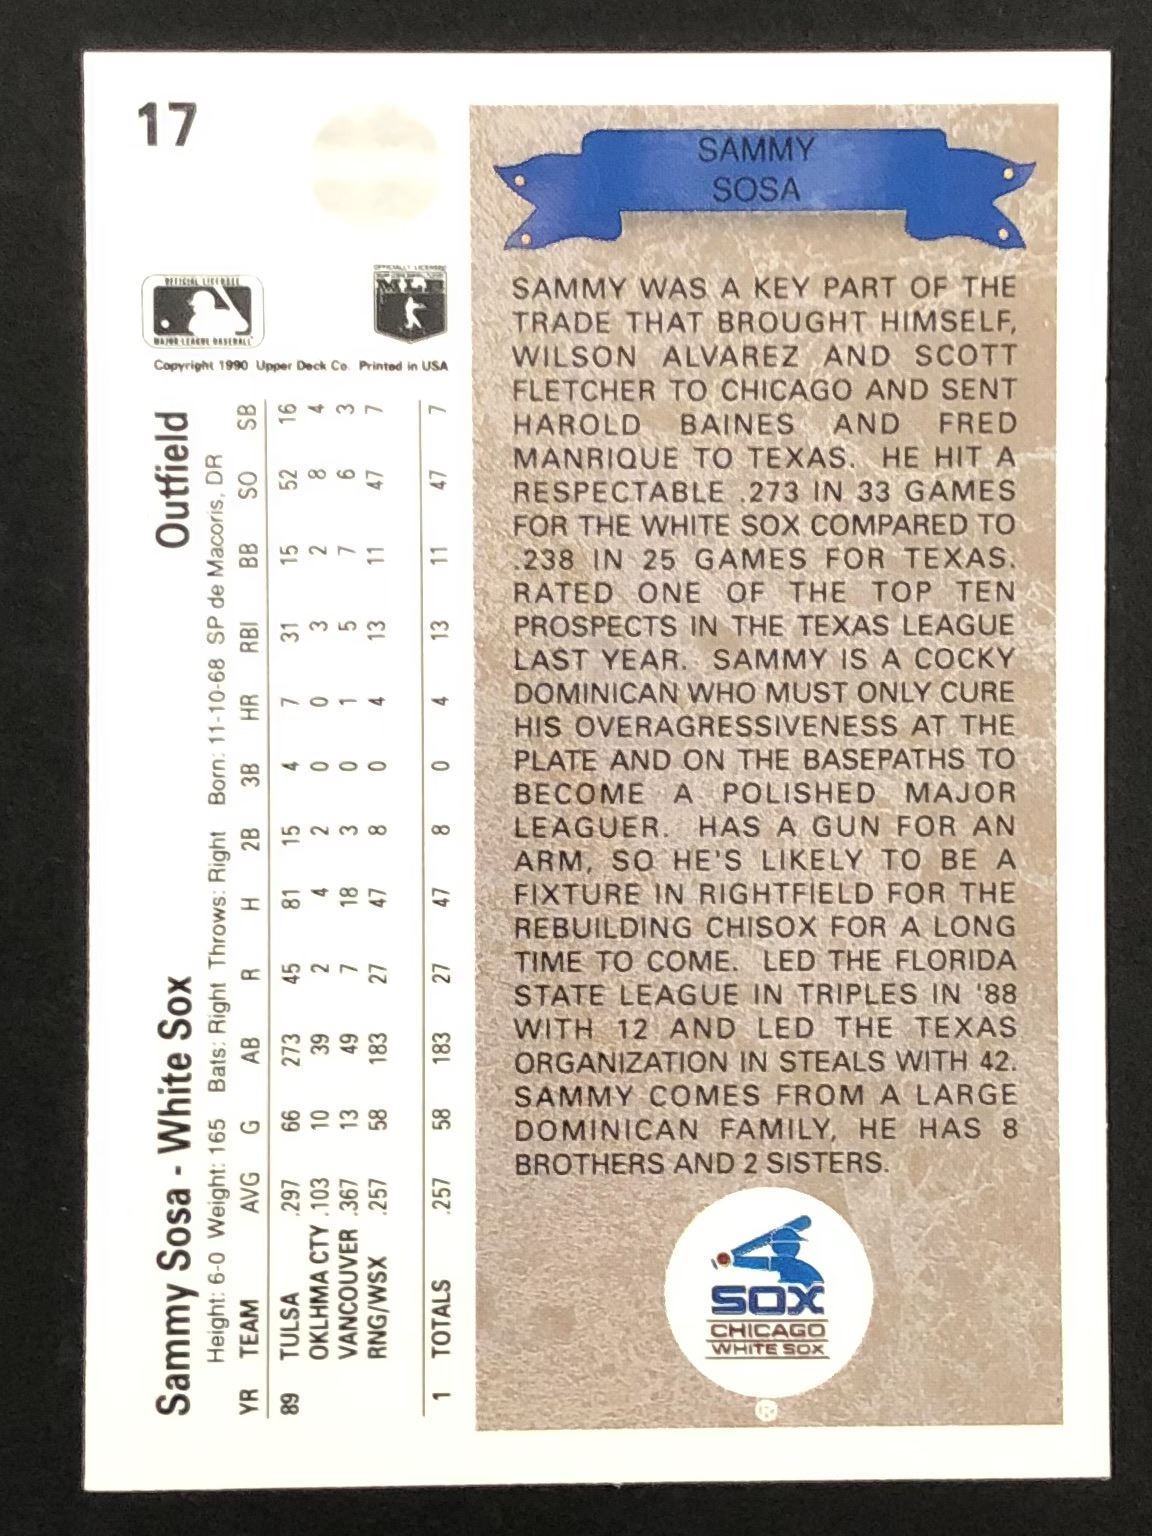 17
OFFICIAL LICENSEE
MAJOR LEAGUE BASEBALL
OFFICIALLY LICENSED
MLB
Copyright 1990 Upper Deck Co. Printed in USA
Sammy Sosa - White Sox Outfield
Height: 6-0 Weight: 165 Bats: Right Throws: Right Born: 11-10-68 SP de Macoris, DR
YR TEAM AVG G AB R H 2B 3B HR RBI BB SO SB
89 TULSA .297 66 273 45 81 15 4 7 31 15 52 16
OKLHMA CTY .103 10 39 2 4 2 0 0 3 2 8 4
VANCOUVER .367 13 49 7 18 3 0 1 5 7 6 3
RNG/WSX .257 58 183 27 47 8 0 4 13 11 47 7
1 TOTALS .257 58 183 27 47 8 0 4 13 11 47 7
SAMMY
SOSA
SAMMY WAS A KEY PART OF THE
TRADE THAT BROUGHT HIMSELF,
WILSON ALVAREZ AND SCOTT
FLETCHER TO CHICAGO AND SENT
HAROLD BAINES AND FRED
MANRIQUE TO TEXAS. HE HIT A
RESPECTABLE .273 IN 33 GAMES
FOR THE WHITE SOX COMPARED TO
.238 IN 25 GAMES FOR TEXAS.
RATED ONE OF THE TOP TEN
PROSPECTS IN THE TEXAS LEAGUE
LAST YEAR. SAMMY IS A COCKY
DOMINICAN WHO MUST ONLY CURE
HIS OVERAGRESSIVENESS AT THE
PLATE AND ON THE BASEPATHS TO
BECOME A POLISHED MAJOR
LEAGUER. HAS A GUN FOR AN
ARM, SO HE'S LIKELY TO BE A
FIXTURE IN RIGHTFIELD FOR THE
REBUILDING CHISOX FOR A LONG
TIME TO COME. LED THE FLORIDA
STATE LEAGUE IN TRIPLES IN '88
WITH 12 AND LED THE TEXAS
ORGANIZATION IN STEALS WITH 42.
SAMMY COMES FROM A LARGE
DOMINICAN FAMILY, HE HAS 8
BROTHERS AND 2 SISTERS.
SOX
CHICAGO
WHITE SOX
®